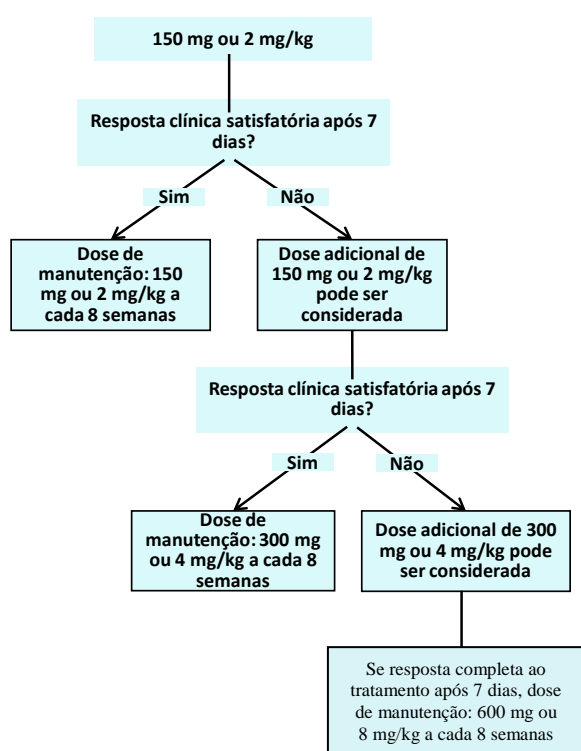 150 mg ou 2 mg/kg
Resposta clínica satisfatória após 7
dias?
Sim
Não
Dose de
manutenção: 150
mg ou 2 mg/kg a
cada 8 semanas
Dose adicional de
150 mg ou 2 mg/kg
pode ser
considerada
Resposta clínica satisfatória após 7
dias?
Sim
Não
Dose de
manutenção: 300 mg
ou 4 mg/kg a cada 8
semanas
Dose adicional de 300
mg ou 4 mg/kg pode
ser considerada
Se resposta completa ao
tratamento após 7 dias, dose
de manutenção: 600 mg ou
8 mg/kg a cada 8 semanas